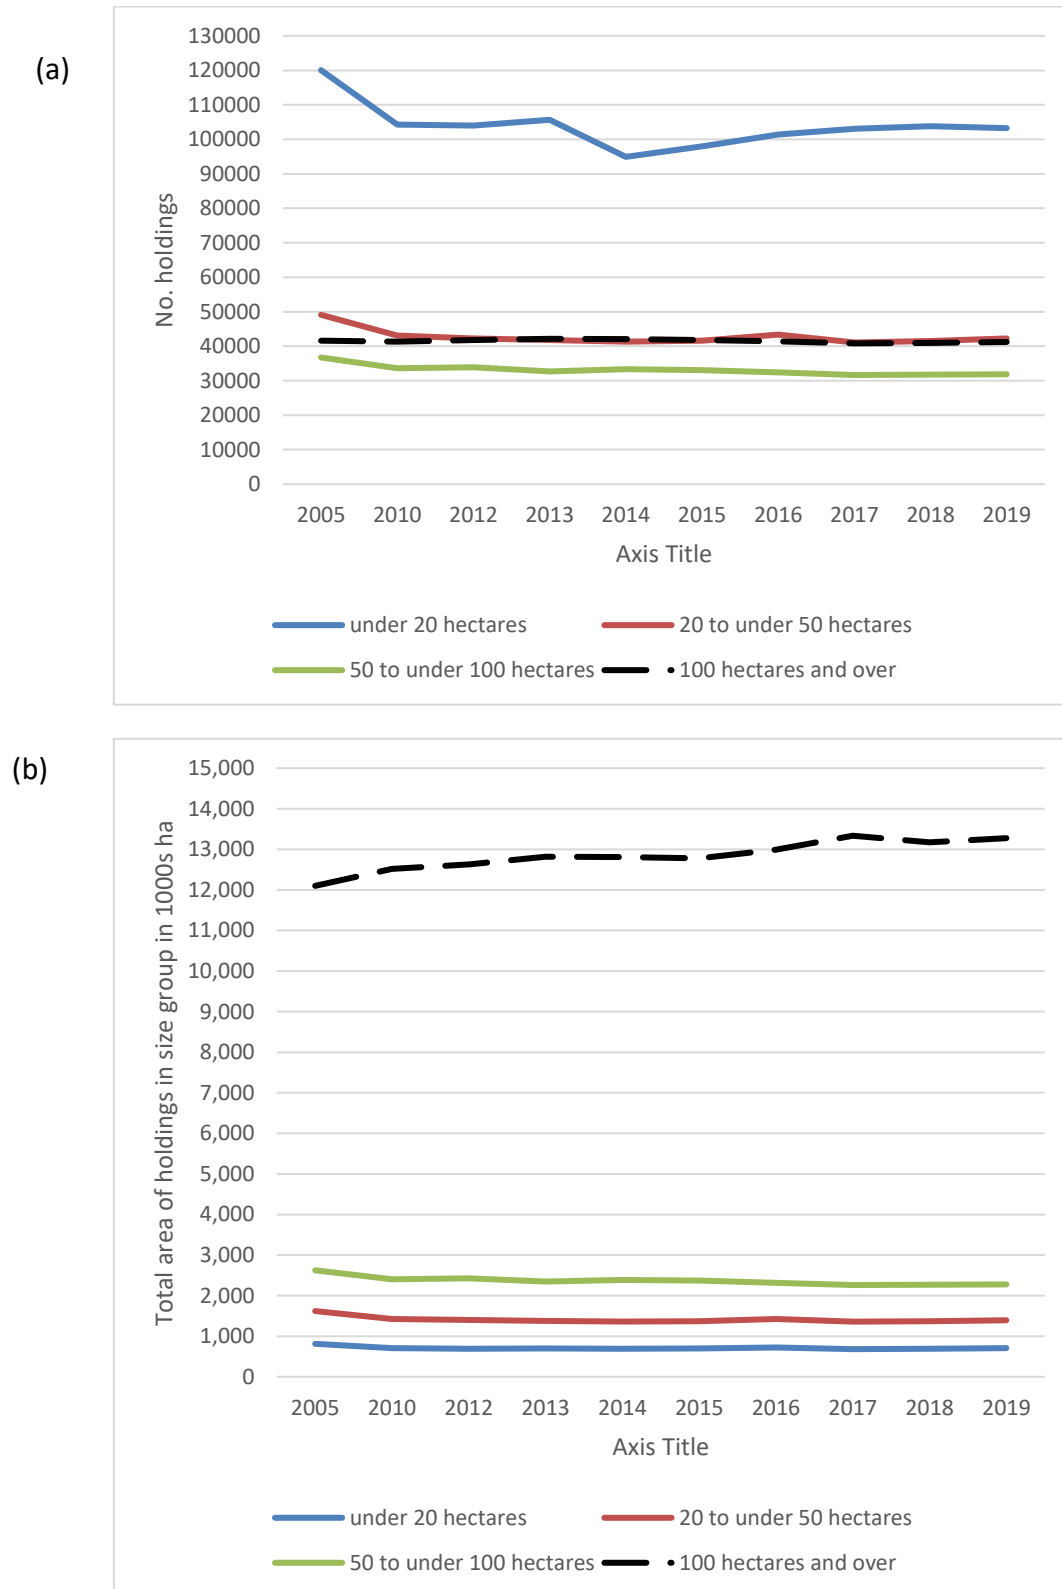 (a)
130000
120000
110000
100000
90000
80000
70000
60000
50000
40000
30000
20000
10000
0
No. holdings
2005 2010 2012 2013 2014 2015 2016 2017 2018 2019
Axis Title
under 20 hectares 20 to under 50 hectares
50 to under 100 hectares 100 hectares and over
(b)
15,000
14,000
13,000
12,000
11,000
10,000
9,000
8,000
7,000
6,000
5,000
4,000
3,000
2,000
1,000
0
Total area of holdings in size group in 1000s ha
2005 2010 2012 2013 2014 2015 2016 2017 2018 2019
Axis Title
under 20 hectares 20 to under 50 hectares
50 to under 100 hectares 100 hectares and over